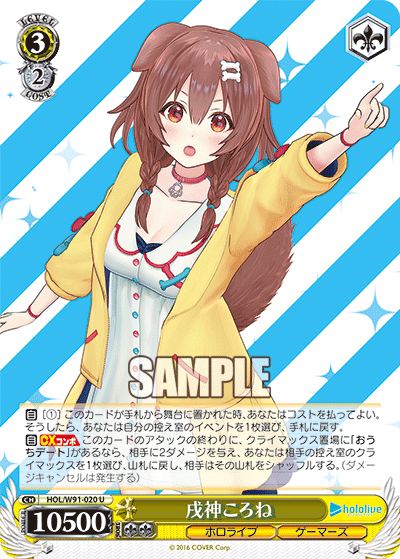 LEVEL
3
2
COST
SAMPLE
自[①] このカードが手札から舞台に置かれた時、あなたはコストを払ってよい。
そうしたら、あなたは自分の控え室のイベントを1枚選び、手札に戻す。
自 CXコンボ このカードのアタックの終わりに、クライマックス置場に「おう
ちデート」があるなら、相手に2ダメージを与え、あなたは相手の控え室のク
ライマックスを1枚選び、山札に戻し、相手はその山札をシャッフルする。(ダメ
ージキャンセルは発生する)
CH HOL/W91-020 U
POWER 10500 SOUL
戌神ころね
hololive
ホロライブ ゲーマーズ
© 2016 COVER Corp.